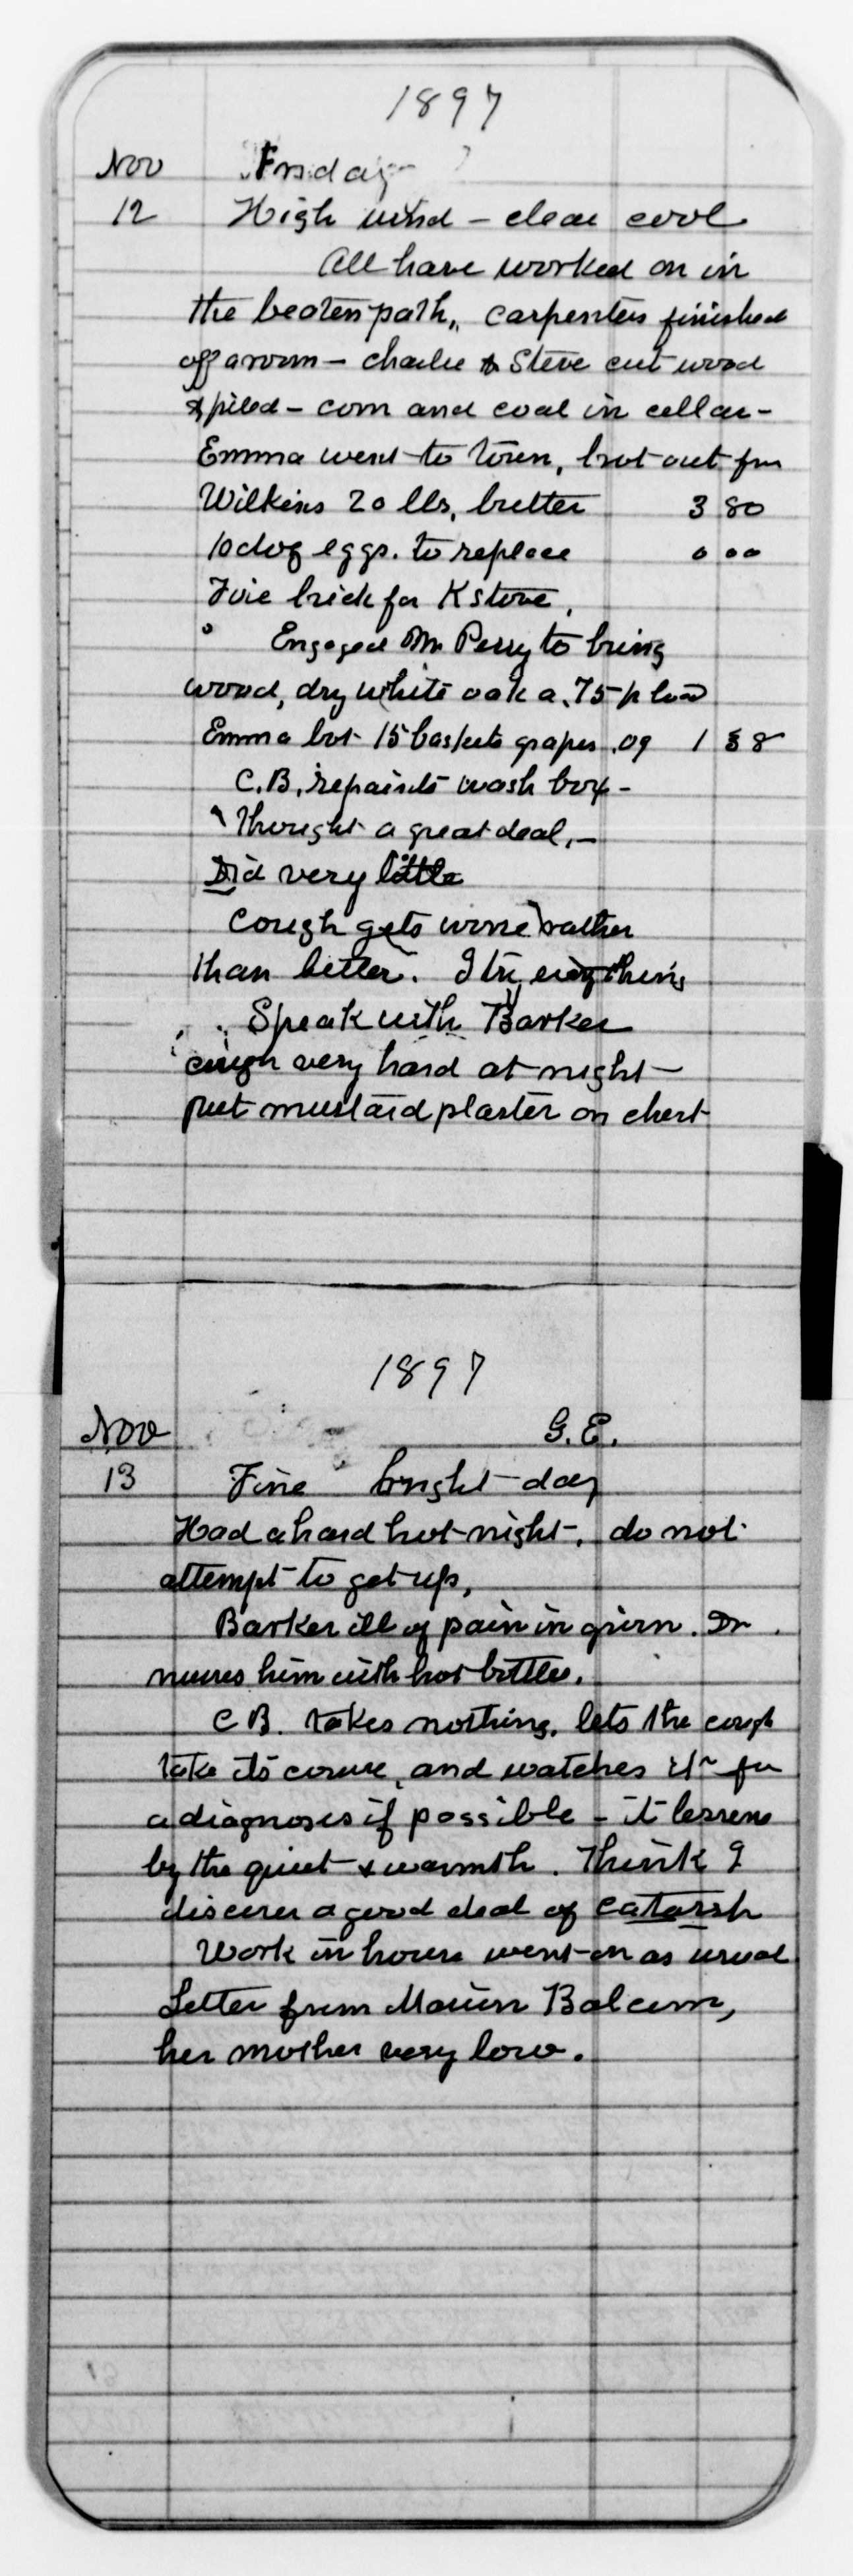 1897
Nov Friday
12 High wind - clear cool
All have worked on in
the beaten path, carpenters finished
off a room - charlie & Steve cut wood
& piled - corn and coal in cellar -
Emma went to town, brot out for
Wilkins 20 lbs, butter 3 80
10 doz eggs. to replace 0 00
Fire brick for K stove,
Engaged Mr Perry to bring
wood, dry white oak a .75 p load
Emma bot 15 baskets grapes .09 1 38
C.B. repaints wash box -
Thought a great deal, -
Did very little
cough gets worse rather
than better. I try everything
Speak with Barker
cough very hard at night -
put mustard plaster on chest
1897
Nov G.E.
13 Fine bright day
Had a hard hot night. do not
attempt to get up,
Barker ill of pain in groin. Dr
nurses him with hot bottles.
C B. takes nothing, lets the cough
take its course, and watches it for
a diagnosis if possible - it lessens
by the quiet & warmth. Think I
discover a good deal of catarrh
Work in house went on as usual
Letter from Marion Balcom,
her mother very low.